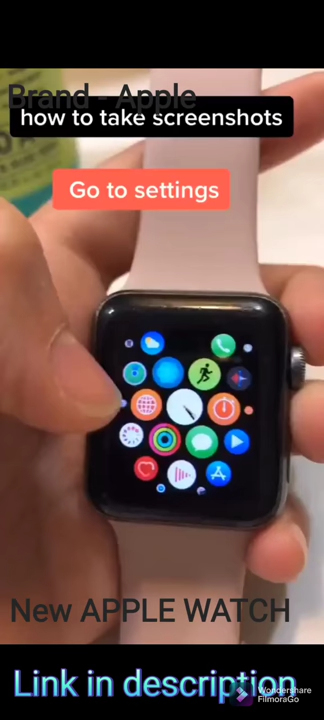 Brand - Apple
how to take screenshots
Go to settings
New APPLE WATCH
Link in description
Wondershare
FilmoraGo